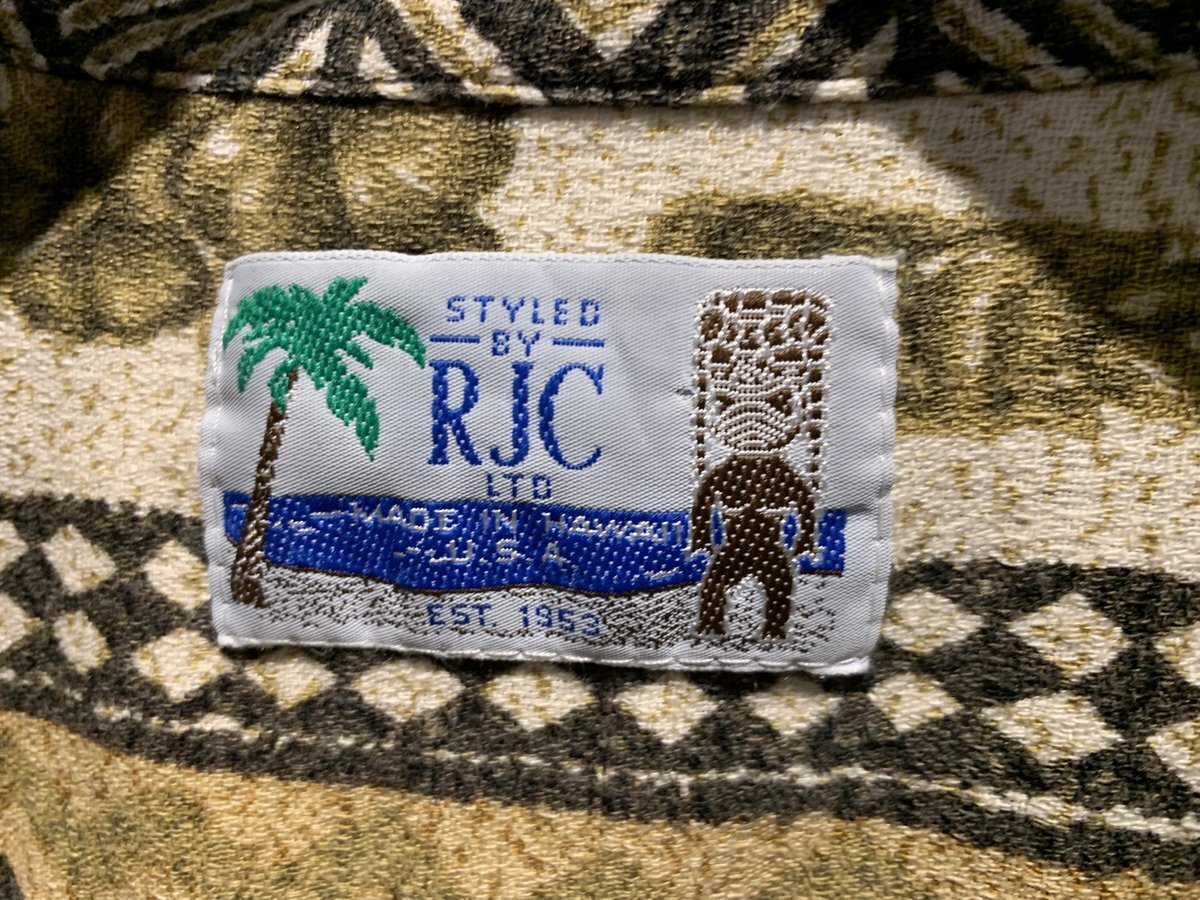 STYLED
BY
RJC
LTD
MADE IN HAWAII
U.S.A
EST. 1953